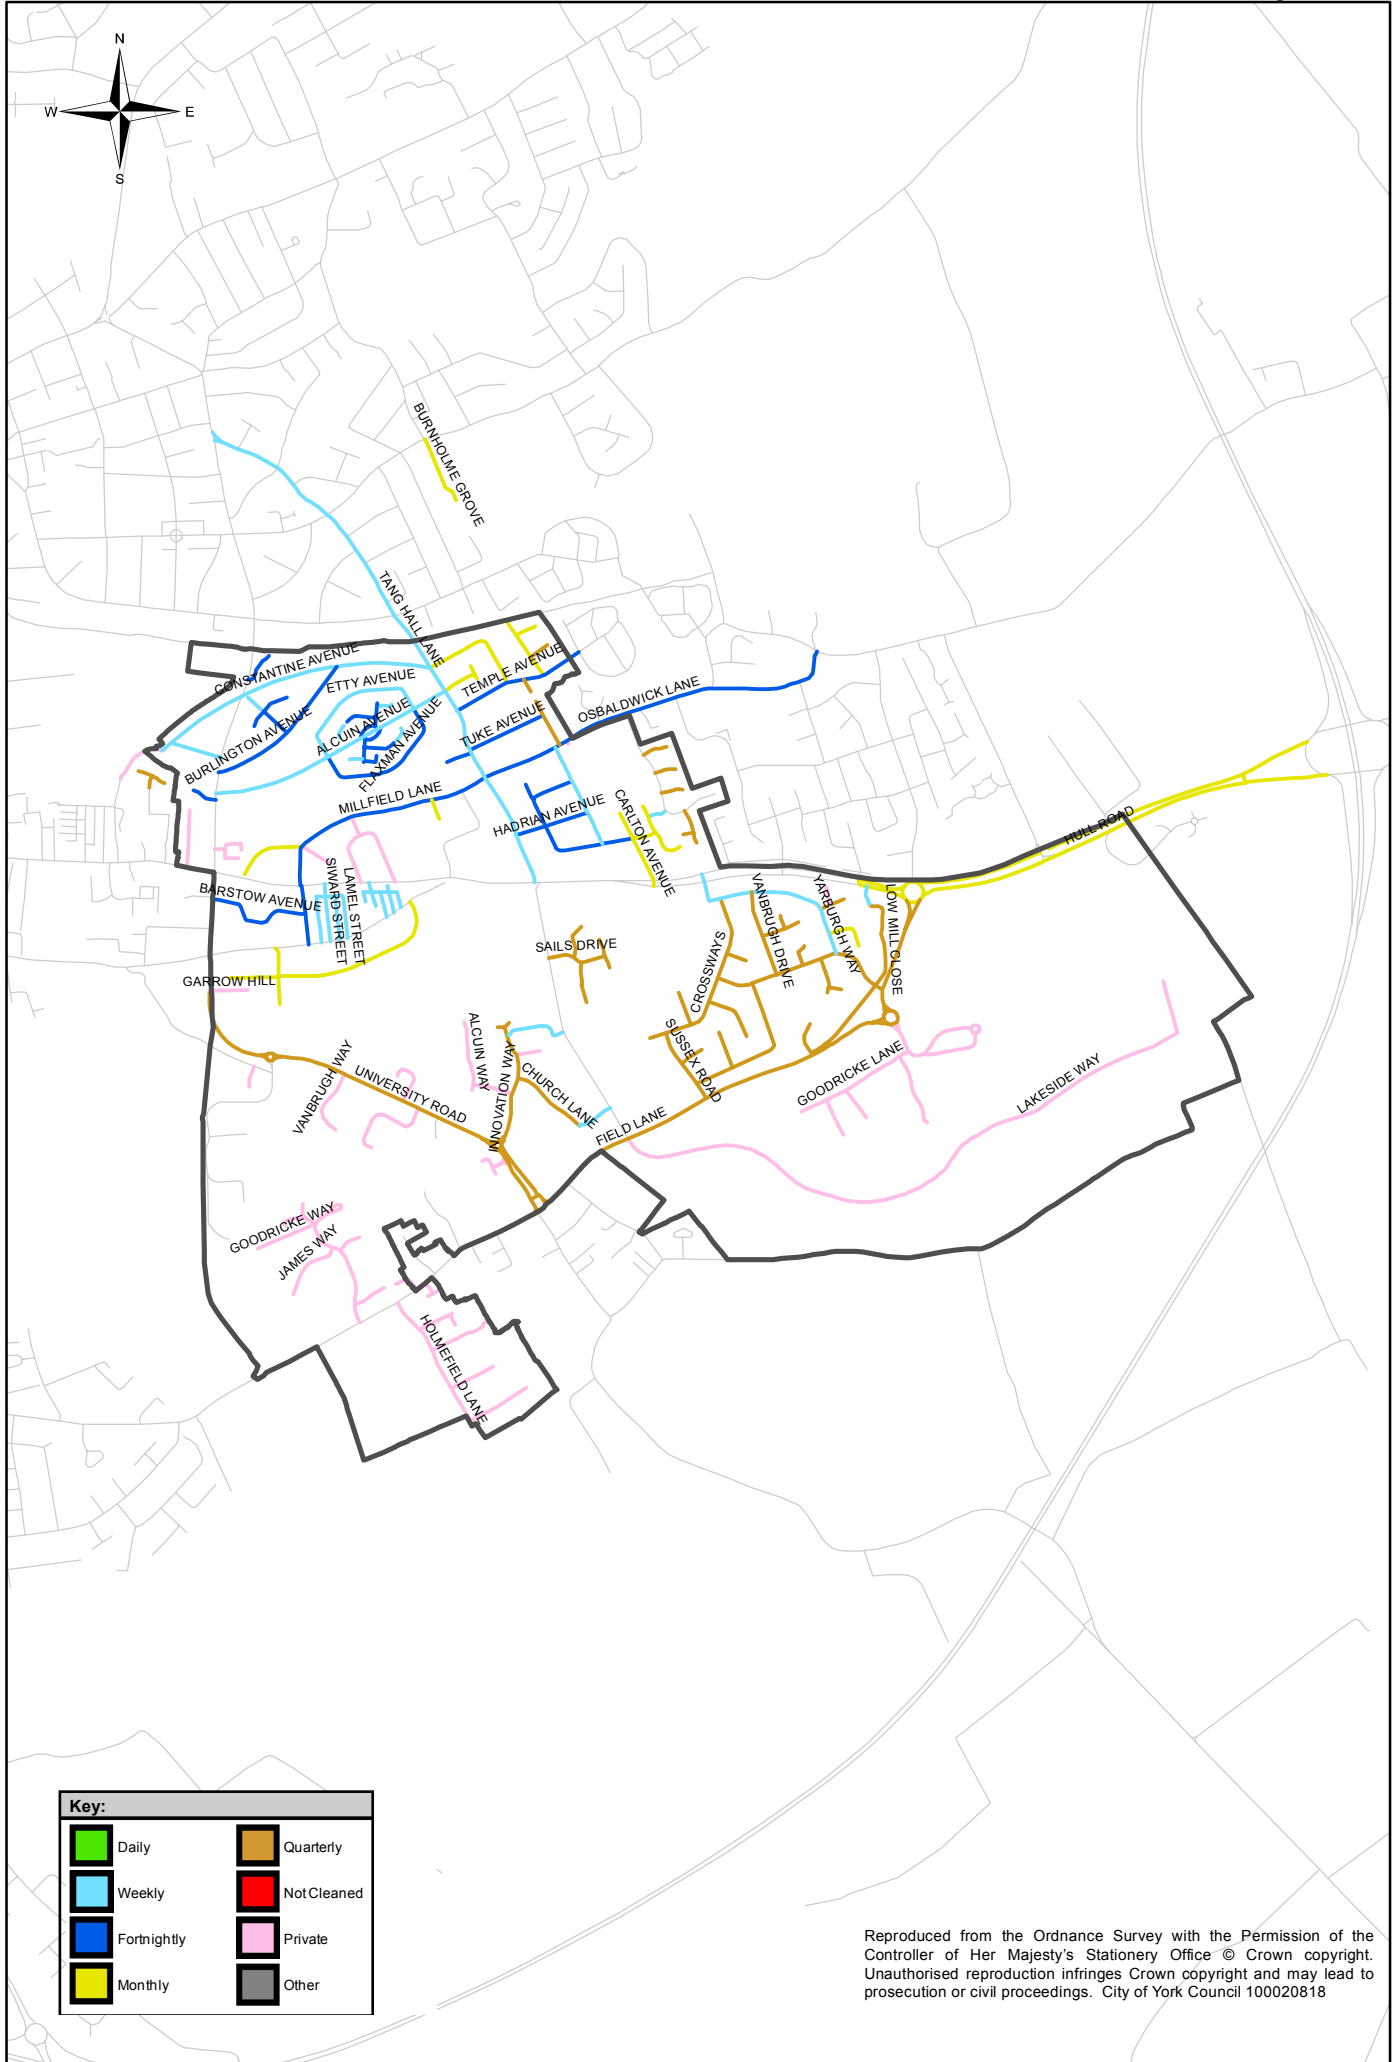 N
W
E
S
BURNHOLME GROVE
TANG HALL LANE
CONSTANTINE AVENUE
ETTY AVENUE
TEMPLE AVENUE
OSBALDWICK LANE
BURLINGTON AVENUE
ALCUIN AVENUE
FLAXMAN AVENUE
TUKE AVENUE
MILLFIELD LANE
HADRIAN AVENUE
CARLTON AVENUE
HULL ROAD
BARSTOW AVENUE
SIWARD STREET
LAMEL STREET
VANBRUGH DRIVE
YARBURGH WAY
LOW MILL CLOSE
SAILS DRIVE
CROSSWAYS
GARROW HILL
ALCUIN WAY
INNOVATION WAY
SUSSEX ROAD
VANBRUGH WAY
UNIVERSITY ROAD
CHURCH LANE
FIELD LANE
GOODRICKE LANE
LAKESIDE WAY
GOODRICKE WAY
JAMES WAY
HOLMEFIELD LANE
Key:
Daily
Quarterly
Weekly
Not Cleaned
Fortnightly
Private
Monthly
Other
Reproduced from the Ordnance Survey with the Permission of the
Controller of Her Majesty's Stationery Office © Crown copyright.
Unauthorised reproduction infringes Crown copyright and may lead to
prosecution or civil proceedings. City of York Council 100020818